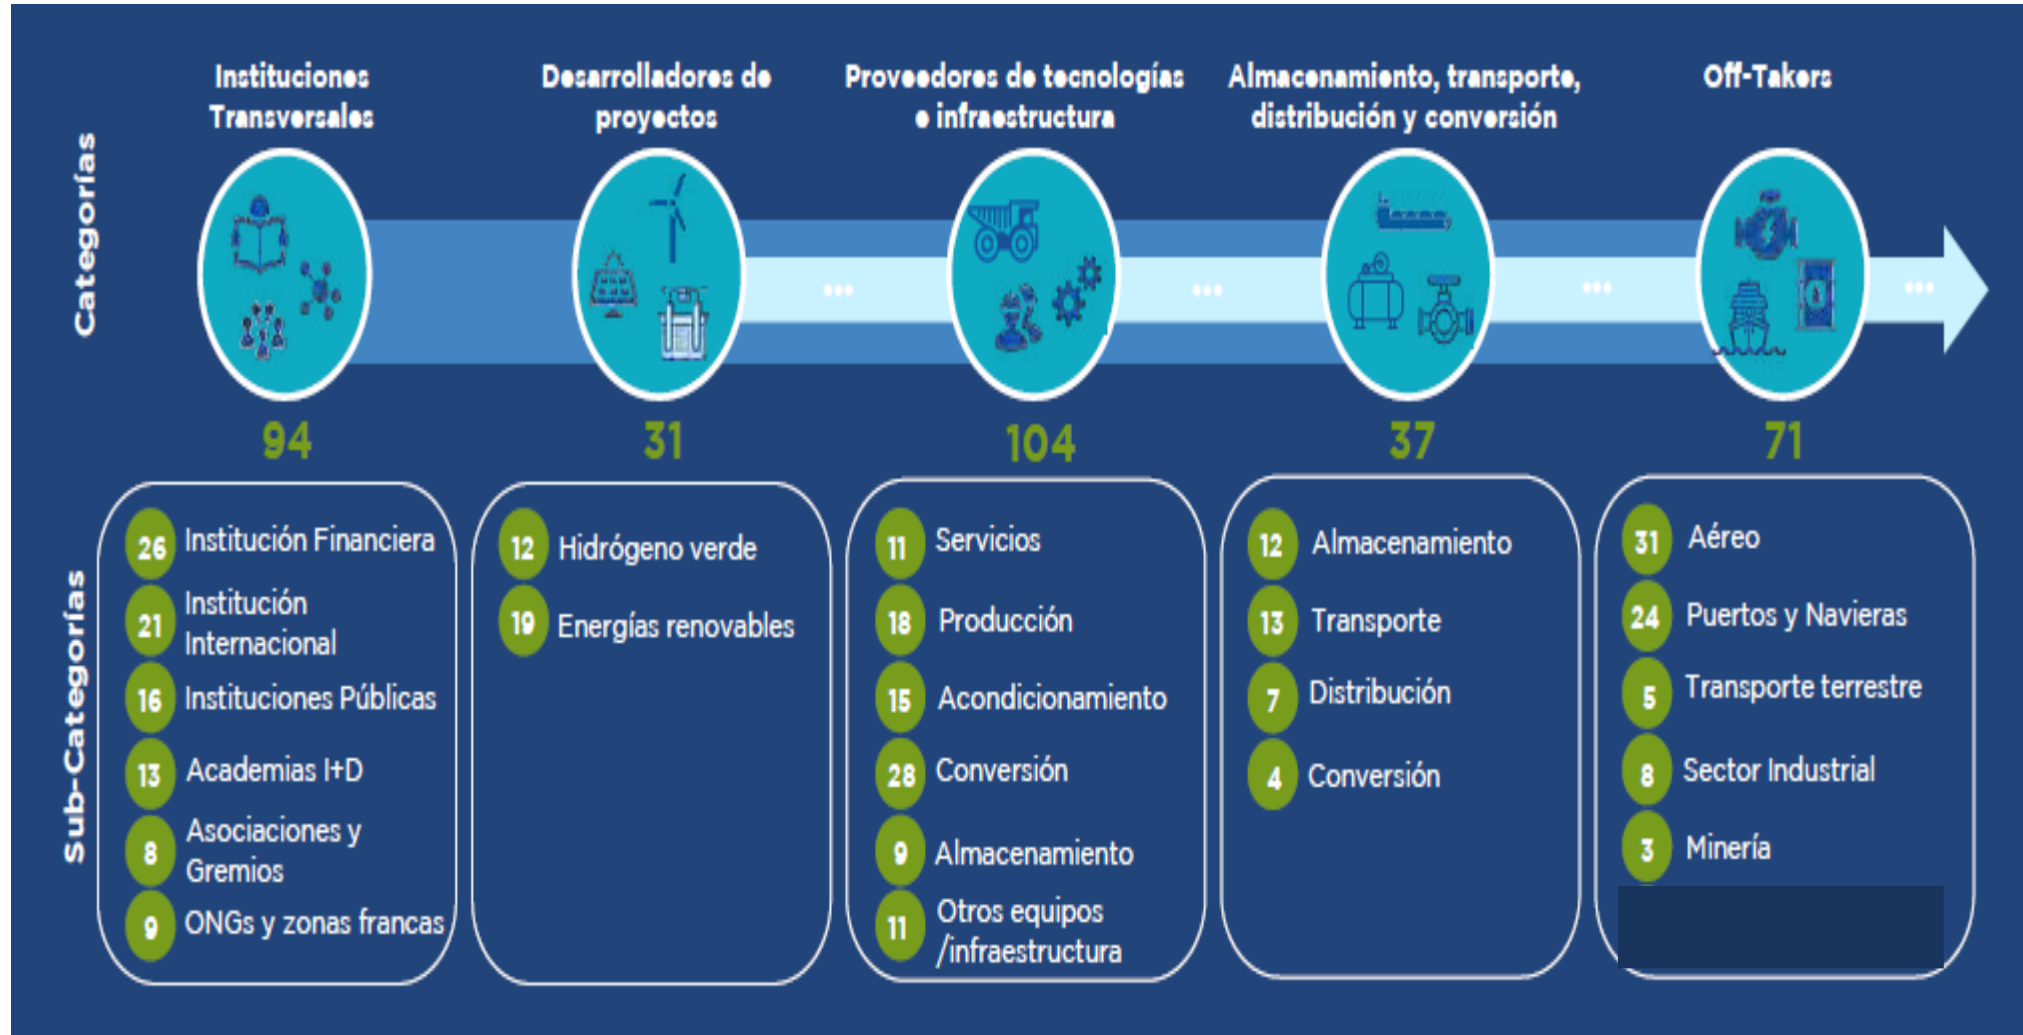 Categorías
Instituciones
Transversales
Desarrolladores de
proyectos
Proveedores de tecnologías
e infraestructura
Almacenamiento, transporte,
distribución y conversión
Off-Takers
94
31
104
37
71
Sub-Categorías
26 Institución Financiera
21 Institución
Internacional
16 Instituciones Públicas
13 Academias I+D
8 Asociaciones y
Gremios
9 ONGs y zonas francas
12 Hidrógeno verde
19 Energías renovables
11 Servicios
18 Producción
15 Acondicionamiento
28 Conversión
9 Almacenamiento
11 Otros equipos
/infraestructura
12 Almacenamiento
13 Transporte
7 Distribución
4 Conversión
31 Aéreo
24 Puertos y Navieras
5 Transporte terrestre
8 Sector Industrial
3 Minería